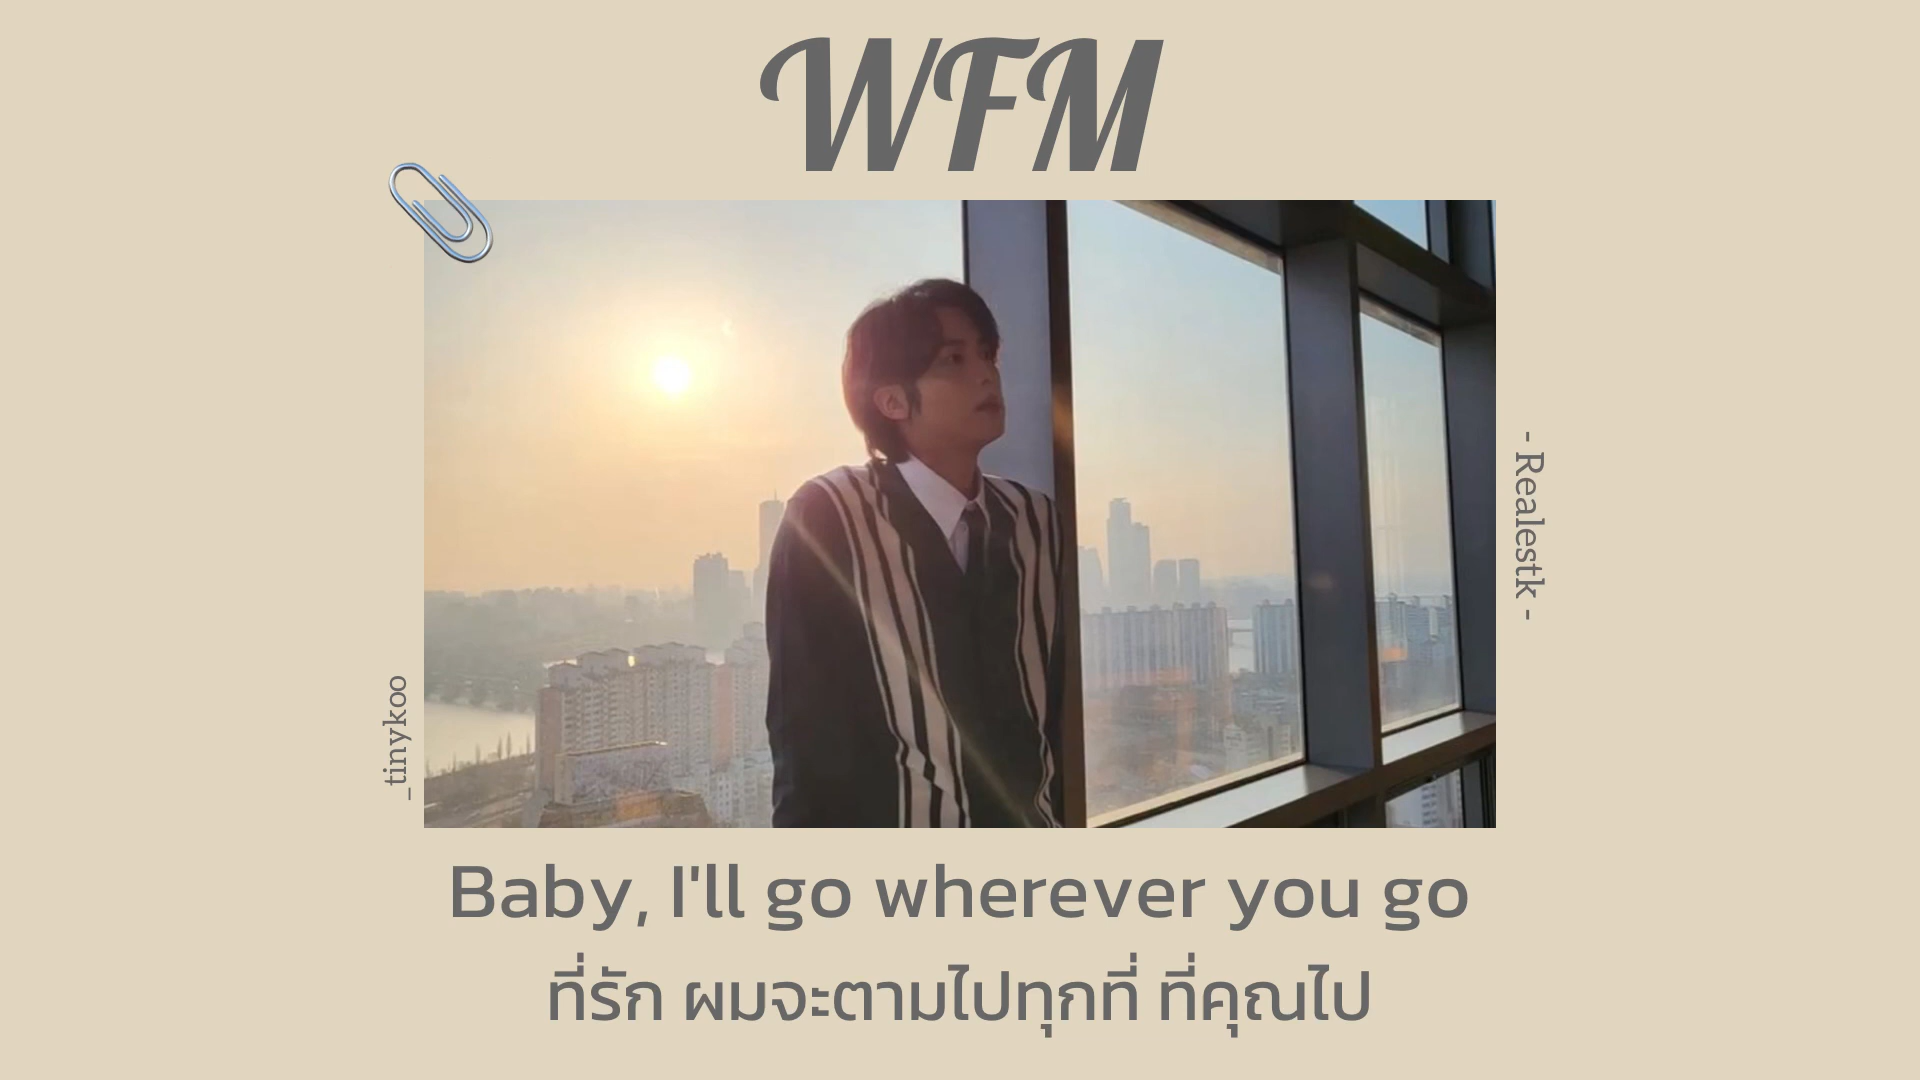 WFM
- Realestk -
_tinykoo
Baby, I'll go wherever you go
ที่รัก ผมจะตามไปทุกที่ ที่คุณไป